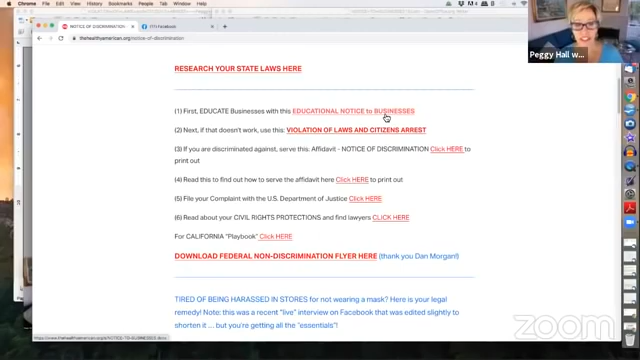 Chrome File Edit View History Bookmarks People Tab Window Help
NOTICE OF DISCRIMINATION
(11) Facebook
thehealthyamerican.org/notice-of-discrimination
Peggy Hall w...
RESEARCH YOUR STATE LAWS HERE
(1) First, EDUCATE Businesses with this EDUCATIONAL NOTICE to BUSINESSES
(2) Next, if that doesn't work, use this: VIOLATION OF LAWS AND CITIZENS ARREST
(3) If you are discriminated against, serve this: Affidavit - NOTICE OF DISCRIMINATION Click HERE to
print out
(4) Read this to find out how to serve the affidavit here Click HERE to print out
(5) File your Complaint with the U.S. Department of Justice Click HERE
(6) Read about your CIVIL RIGHTS PROTECTIONS and find lawyers CLICK HERE
For CALIFORNIA "Playbook" Click HERE
DOWNLOAD FEDERAL NON-DISCRIMINATION FLYER HERE (thank you Dan Morgan!)
TIRED OF BEING HARASSED IN STORES for not wearing a mask? Here is your legal
remedy! Note: this was a recent "live" interview on Facebook that was edited slightly to
shorten it ... but you're getting all the "essentials"!
zoom